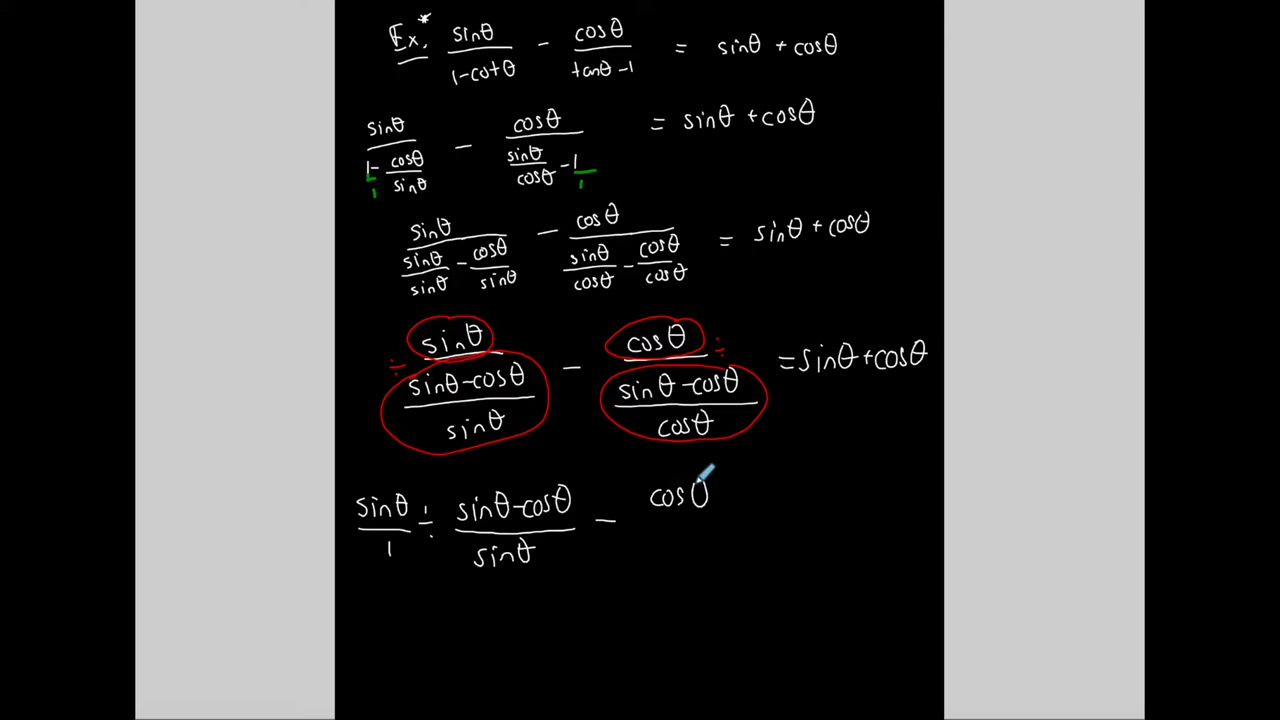 Ex.* sinθ/(1-cotθ) - cosθ/(tanθ-1) = sinθ + cosθ
sinθ/(1/1 - cosθ/sinθ) - cosθ/(sinθ/cosθ - 1/1) = sinθ + cosθ
sinθ/(sinθ/sinθ - cosθ/sinθ) - cosθ/(sinθ/cosθ - cosθ/cosθ) = sinθ + cosθ
÷ sinθ/((sinθ-cosθ)/sinθ) - cosθ/((sinθ-cosθ)/cosθ) ÷ = sinθ + cosθ
sinθ/1 ÷ (sinθ-cosθ)/sinθ - cosθ